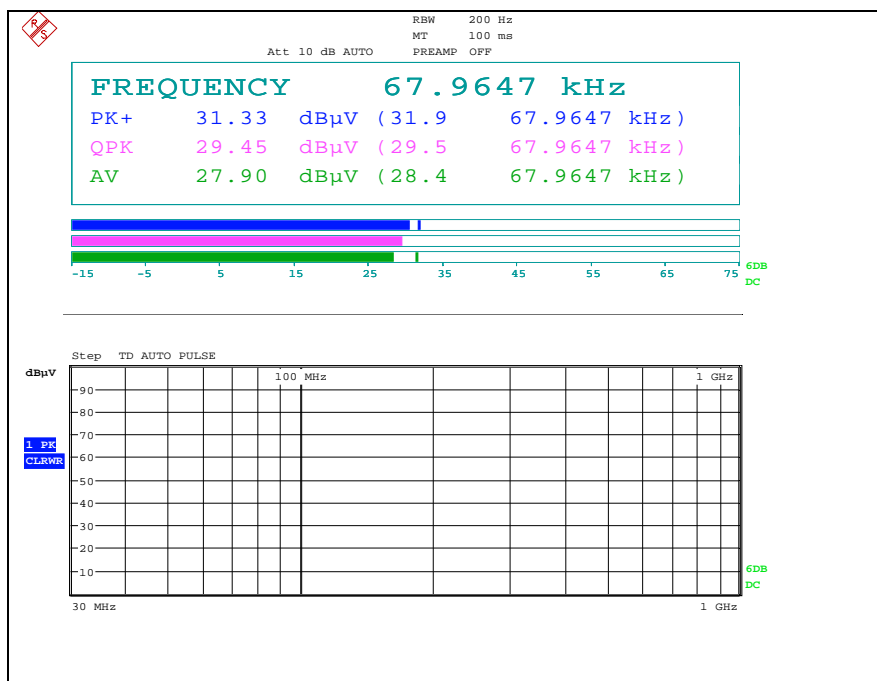 R S
RBW 200 Hz
MT 100 ms
Att 10 dB AUTO PREAMP OFF
FREQUENCY 67.9647 kHz
PK+ 31.33 dBµV (31.9 67.9647 kHz)
QPK 29.45 dBµV (29.5 67.9647 kHz)
AV 27.90 dBµV (28.4 67.9647 kHz)
-15 -5 5 15 25 35 45 55 65 75
6DB
DC
Step TD AUTO PULSE
dBµV
100 MHz 1 GHz
90
80
70
1 PK
CLRWR
60
50
40
30
20
10
6DB
DC
30 MHz 1 GHz